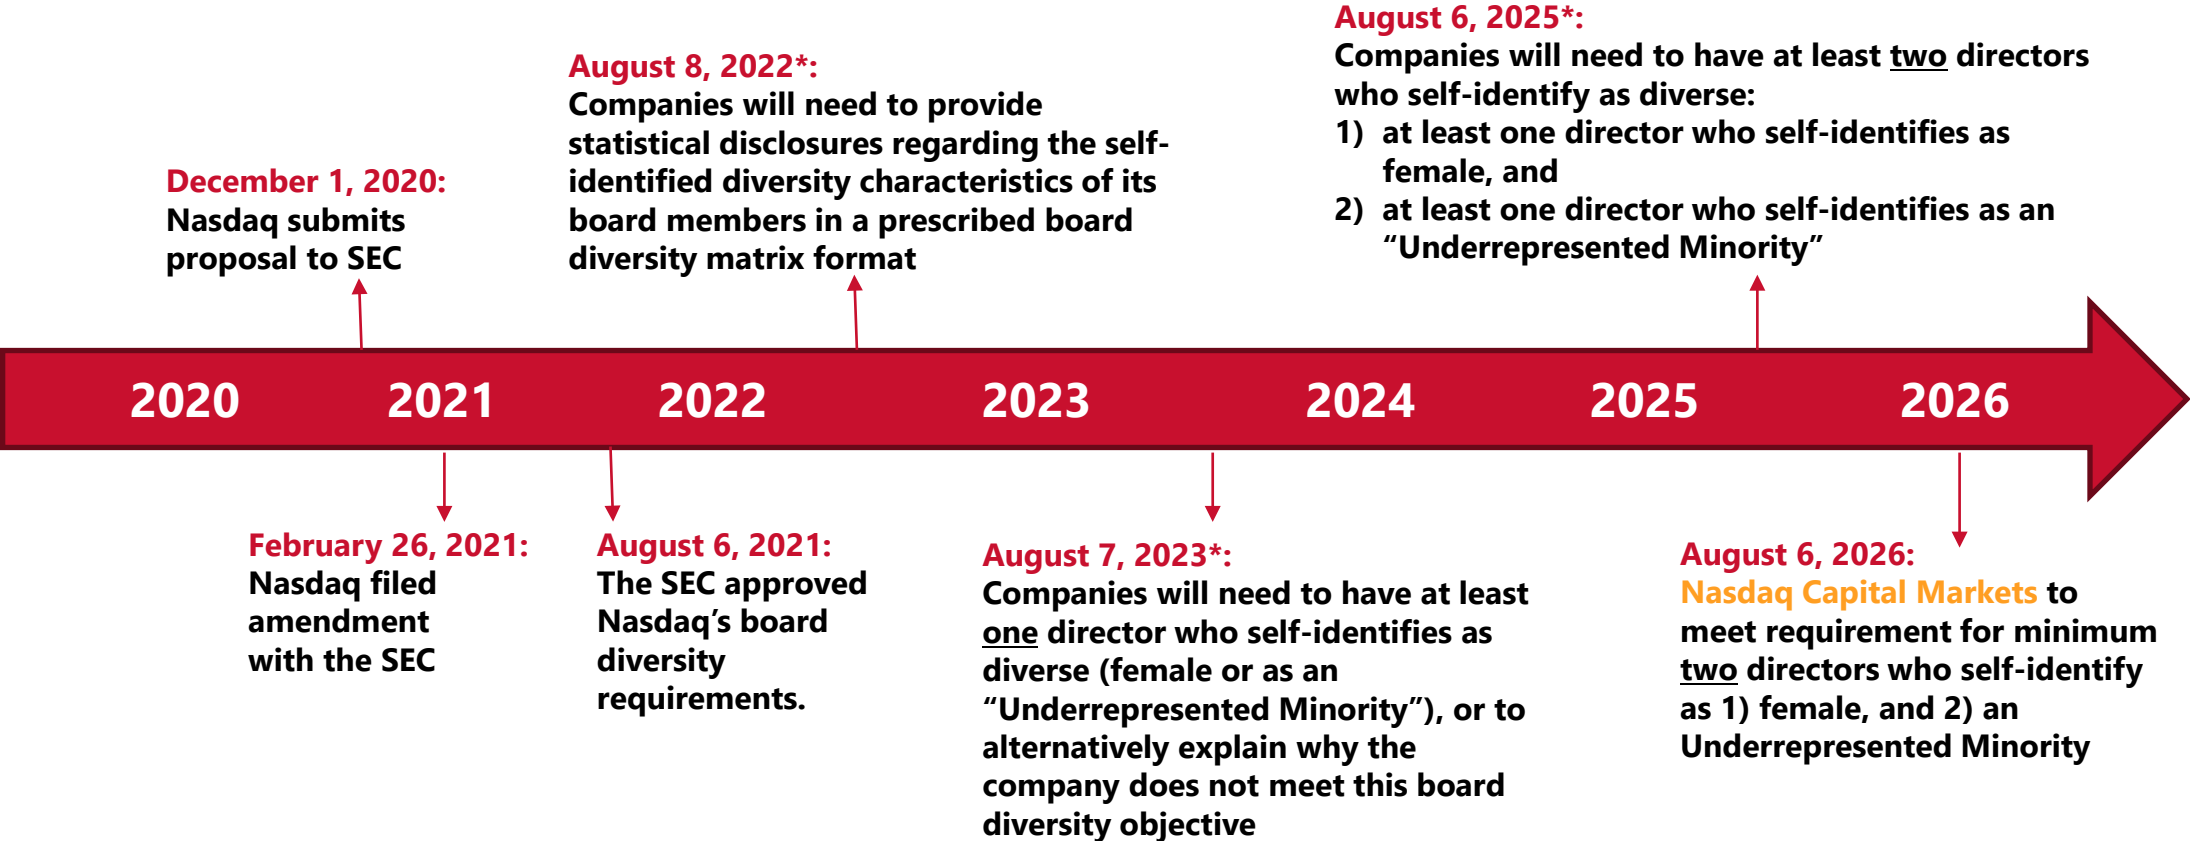 December 1, 2020:
Nasdaq submits
proposal to SEC
August 8, 2022*:
Companies will need to provide
statistical disclosures regarding the self-
identified diversity characteristics of its
board members in a prescribed board
diversity matrix format
August 6, 2025*:
Companies will need to have at least two directors
who self-identify as diverse:
1) at least one director who self-identifies as
female, and
2) at least one director who self-identifies as an
“Underrepresented Minority”
2020 2021 2022 2023 2024 2025 2026
February 26, 2021:
Nasdaq filed
amendment
with the SEC
August 6, 2021:
The SEC approved
Nasdaq’s board
diversity
requirements.
August 7, 2023*:
Companies will need to have at least
one director who self-identifies as
diverse (female or as an
“Underrepresented Minority”), or to
alternatively explain why the
company does not meet this board
diversity objective
August 6, 2026:
Nasdaq Capital Markets to
meet requirement for minimum
two directors who self-identify
as 1) female, and 2) an
Underrepresented Minority